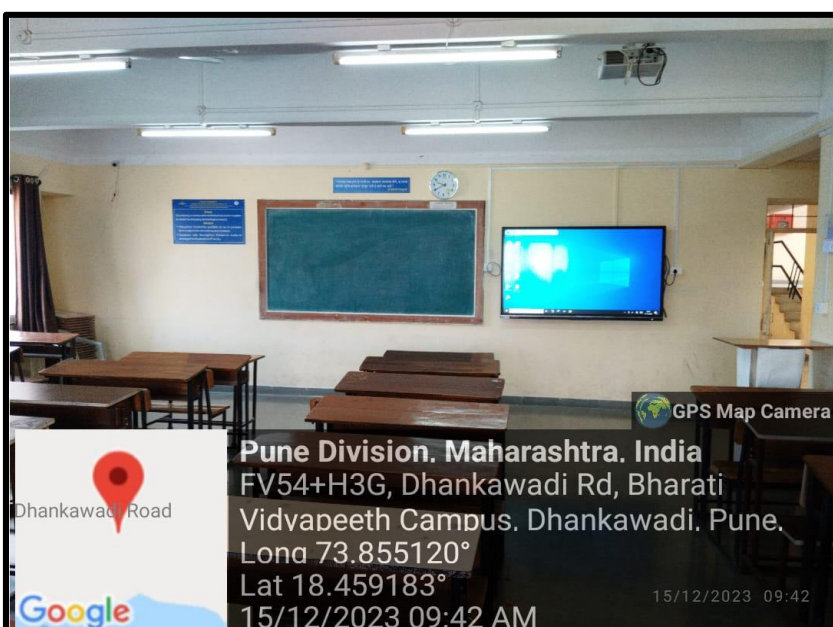 GPS Map Camera
Pune Division, Maharashtra, India
FV54+H3G, Dhankawadi Rd, Bharati
Vidyapeeth Campus, Dhankawadi, Pune,
Long 73.855120°
Lat 18.459183°
15/12/2023 09:42 AM
15/12/2023 09:42
Dhankawadi Road
Google